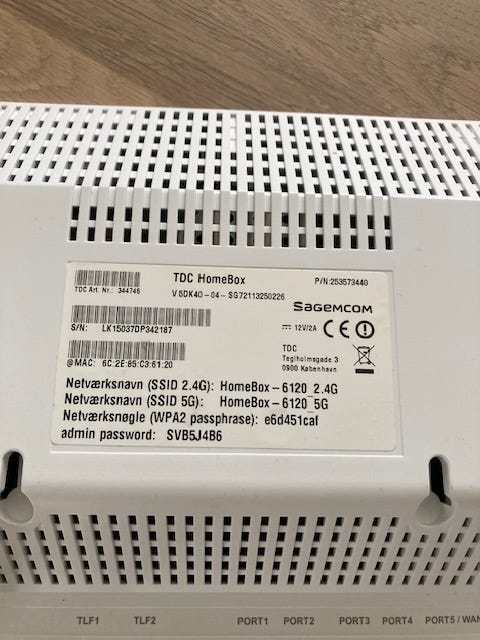 TDC HomeBox
P/N:253573440
TDC Art. Nr.: 344745
V 5DK4O - 04 - SG72113250226
SAGEMCOM
S/N: LK15037DP342187
12V/2A
CE
TDC
Teglholmsgade 3
0900 København
@MAC: 6C:2E:85:C3:61:20
Netværksnavn (SSID 2.4G): HomeBox-6120_2.4G
Netværksnavn (SSID 5G): HomeBox-6120_5G
Netværksnøgle (WPA2 passphrase): e6d451caf
admin password: SVB5J4B6
TLF1 TLF2 PORT1 PORT2 PORT3 PORT4 PORT5 / WAN